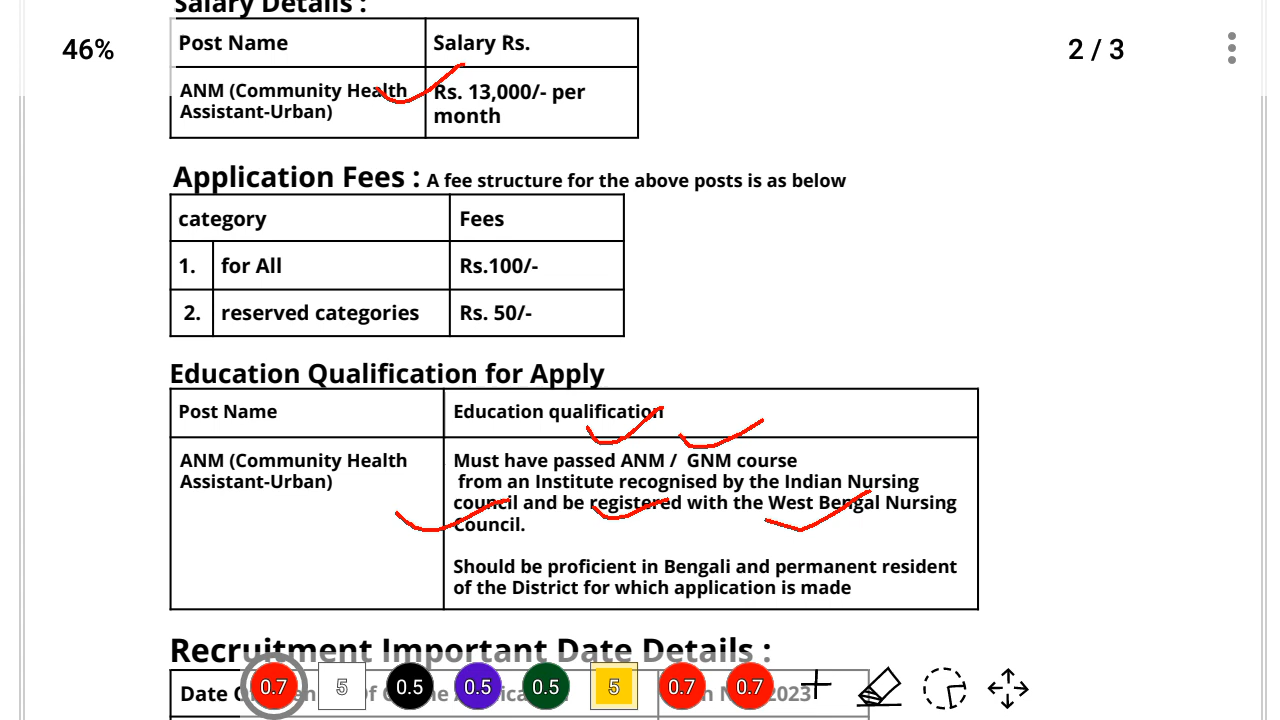 Salary Details :
46%
2 / 3
Post Name Salary Rs.
ANM (Community Health
Assistant-Urban)
Rs. 13,000/- per
month
Application Fees : A fee structure for the above posts is as below
category Fees
1. for All Rs.100/-
2. reserved categories Rs. 50/-
Education Qualification for Apply
Post Name Education qualification
ANM (Community Health
Assistant-Urban)
Must have passed ANM / GNM course
from an Institute recognised by the Indian Nursing
council and be registered with the West Bengal Nursing
Council.
Should be proficient in Bengali and permanent resident
of the District for which application is made
Recruitment Important Date Details :
Date Of 2023
0.7 5 0.5 0.5 0.5 5 0.7 0.7